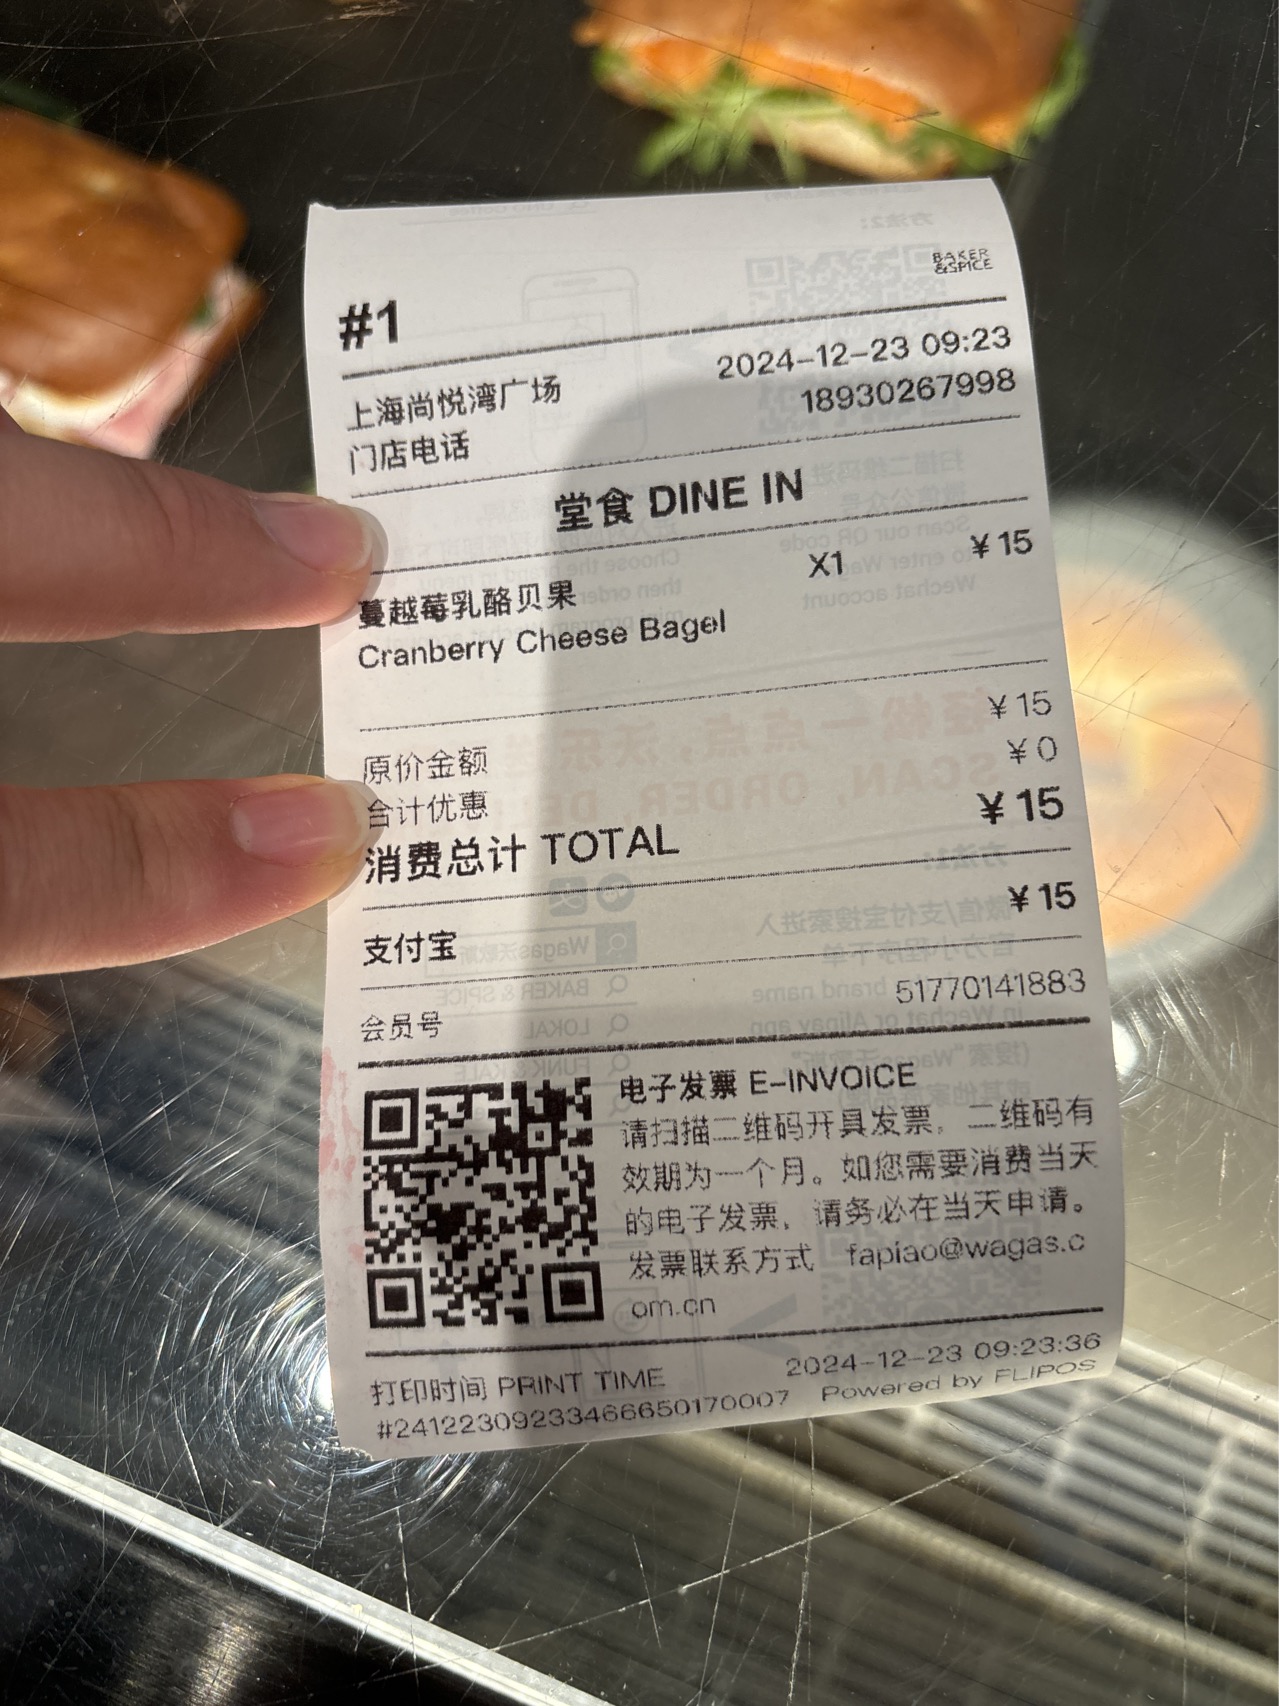 BAKER
&SPICE
#1
2024-12-23 09:23
上海尚悦湾广场
18930267998
门店电话
堂食 DINE IN
X1 ¥15
蔓越莓乳酪贝果
Cranberry Cheese Bagel
¥15
原价金额
¥0
合计优惠
¥15
消费总计 TOTAL
¥15
支付宝
51770141883
会员号
电子发票 E-INVOICE
请扫描二维码开具发票，二维码有
效期为一个月。如您需要消费当天
的电子发票，请务必在当天申请。
发票联系方式 fapiao@wagas.c
om.cn
2024-12-23 09:23:36
打印时间 PRINT TIME
Powered by FLIPOS
#24122309233466650170007